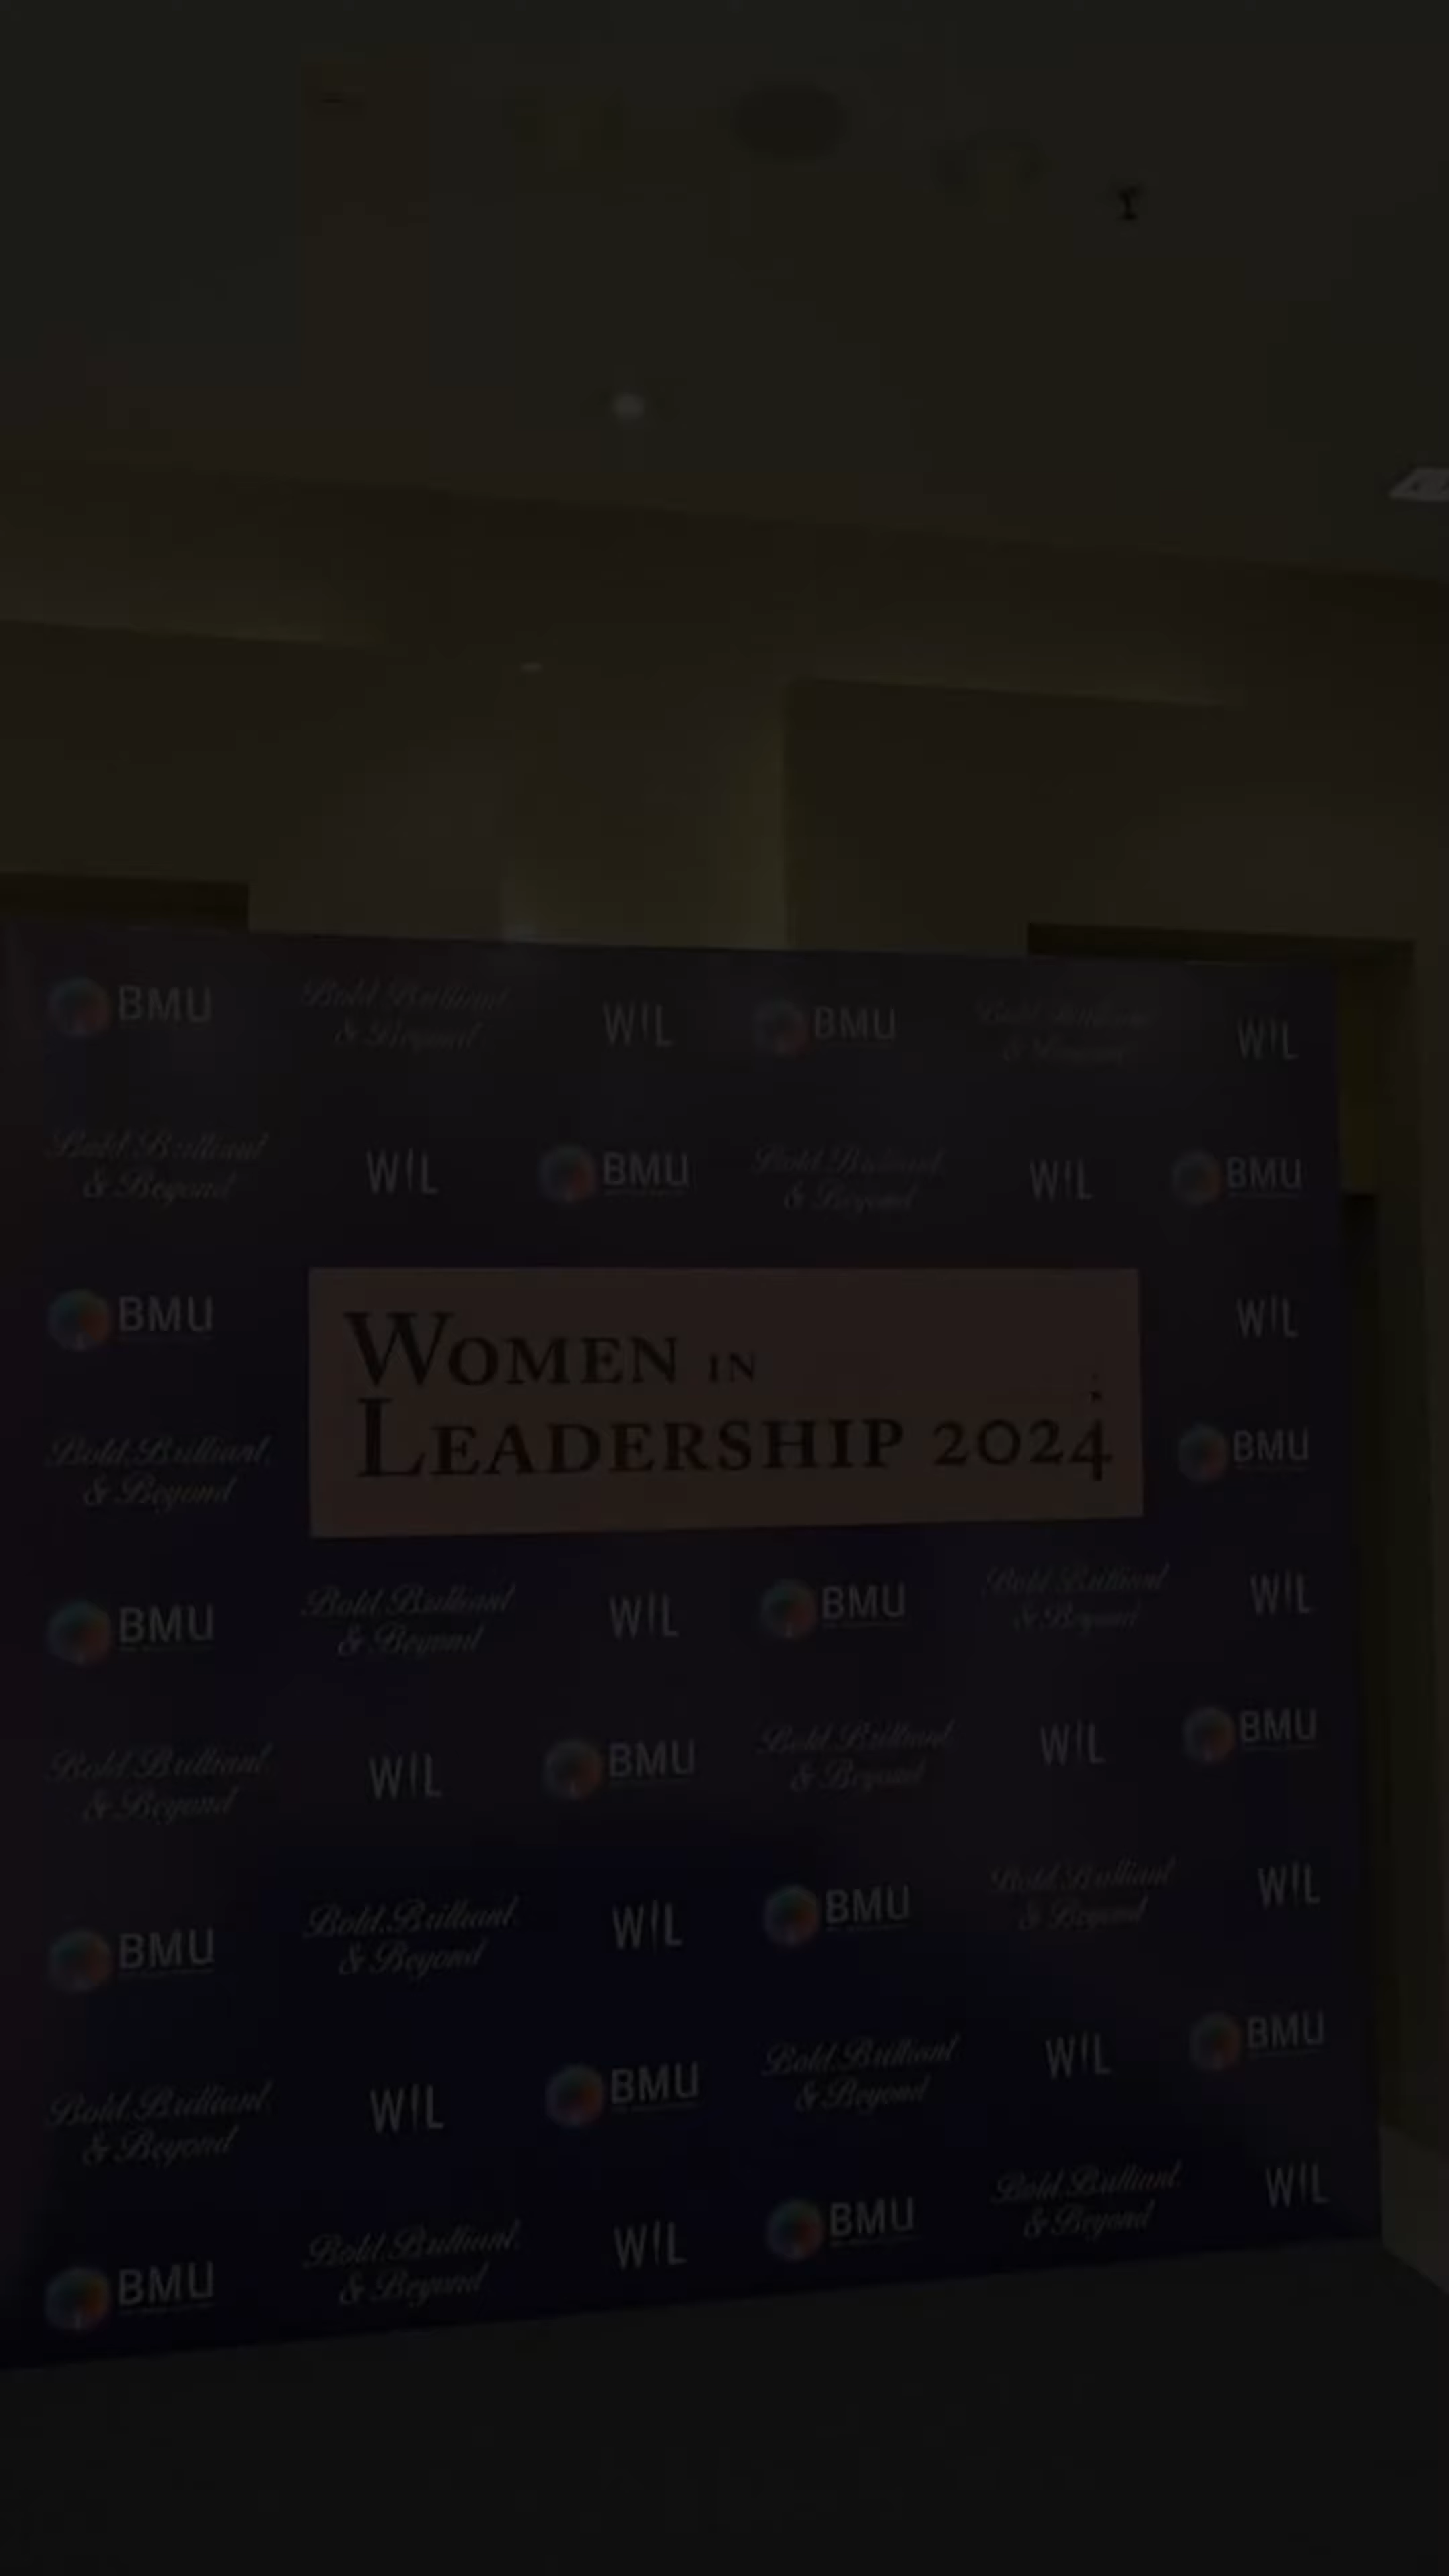 BMU Bold Brilliant WIL BMU Bold Brilliant WIL
& Beyond & Beyond
Bold Brilliant WIL BMU Bold Brilliant WIL BMU
& Beyond & Beyond
BMU WIL
WOMEN IN
LEADERSHIP 2024
Bold, Brilliant, BMU
& Beyond
BMU Bold, Brilliant WIL BMU Bold Brilliant WIL
& Beyond & Beyond
Bold, Brilliant, WIL BMU Bold, Brilliant, WIL BMU
& Beyond & Beyond
BMU Bold, Brilliant, WIL BMU Bold Brilliant WIL
& Beyond & Beyond
Bold, Brilliant, WIL BMU Bold, Brilliant WIL BMU
& Beyond & Beyond
BMU Bold, Brilliant, WIL BMU Bold, Brilliant, WIL
& Beyond & Beyond